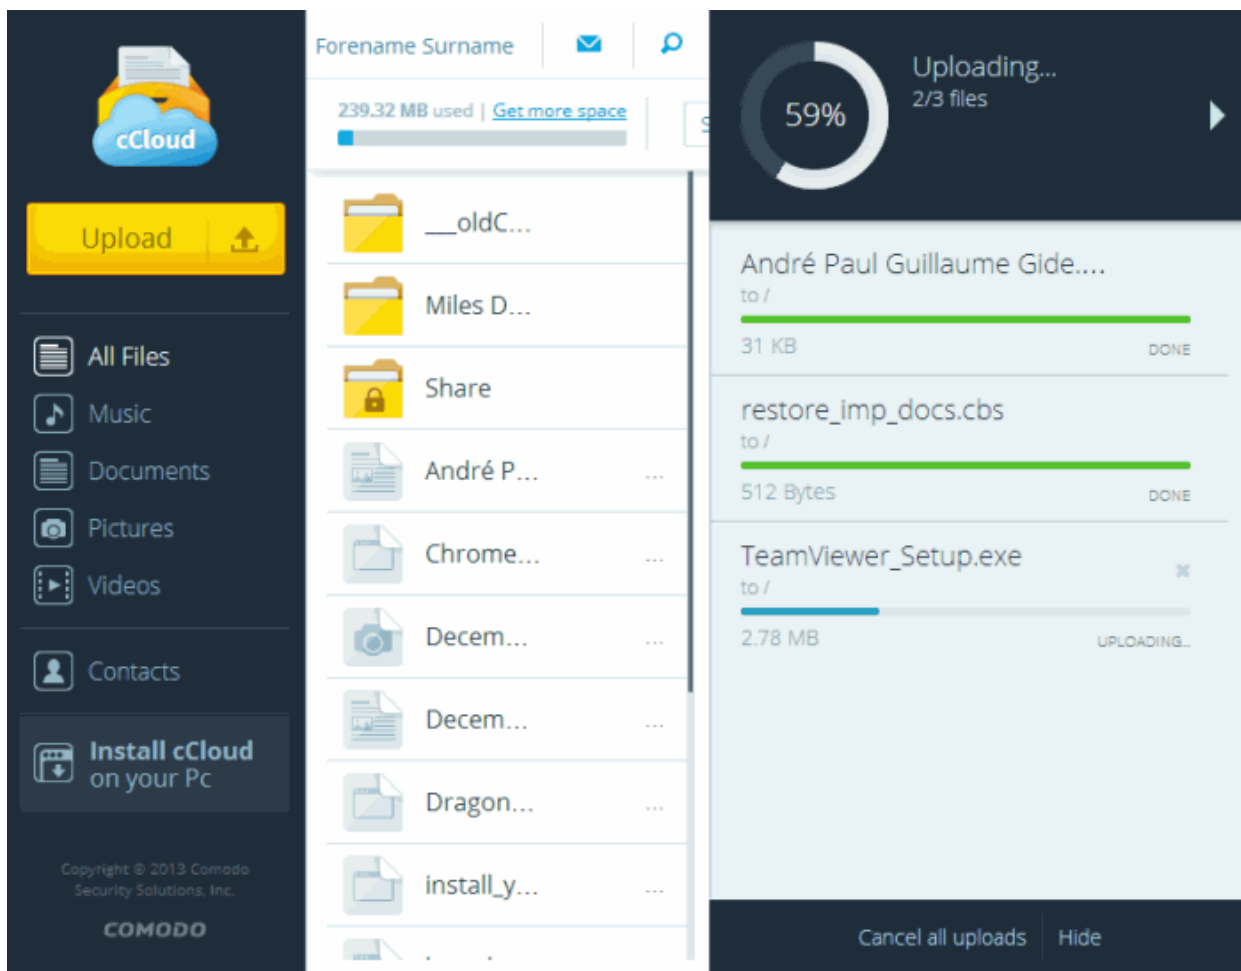 cCloud
Upload
All Files
Music
Documents
Pictures
Videos
Contacts
Install cCloud
on your Pc
Copyright © 2013 Comodo
Security Solutions, Inc.
COMODO
Forename Surname
239.32 MB used | Get more space
___oldC...
Miles D...
Share
André P... ...
Chrome... ...
Decem... ...
Decem... ...
Dragon... ...
install_y... ...
59%
Uploading...
2/3 files
André Paul Guillaume Gide....
to /
31 KB DONE
restore_imp_docs.cbs
to /
512 Bytes DONE
TeamViewer_Setup.exe
to /
2.78 MB UPLOADING...
Cancel all uploads | Hide